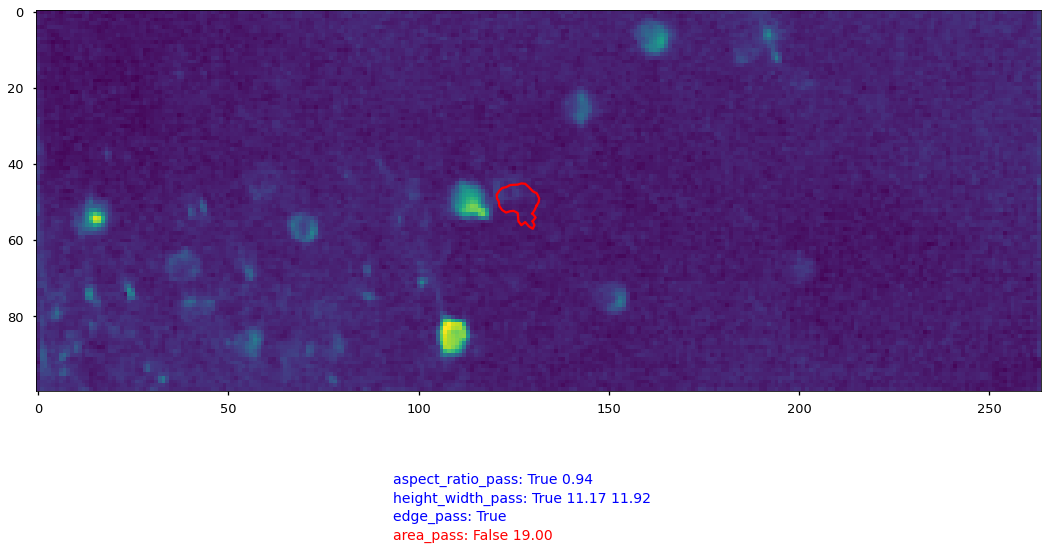 0
20
40
60
80
0 50 100 150 200 250
aspect_ratio_pass: True 0.94
height_width_pass: True 11.17 11.92
edge_pass: True
area_pass: False 19.00